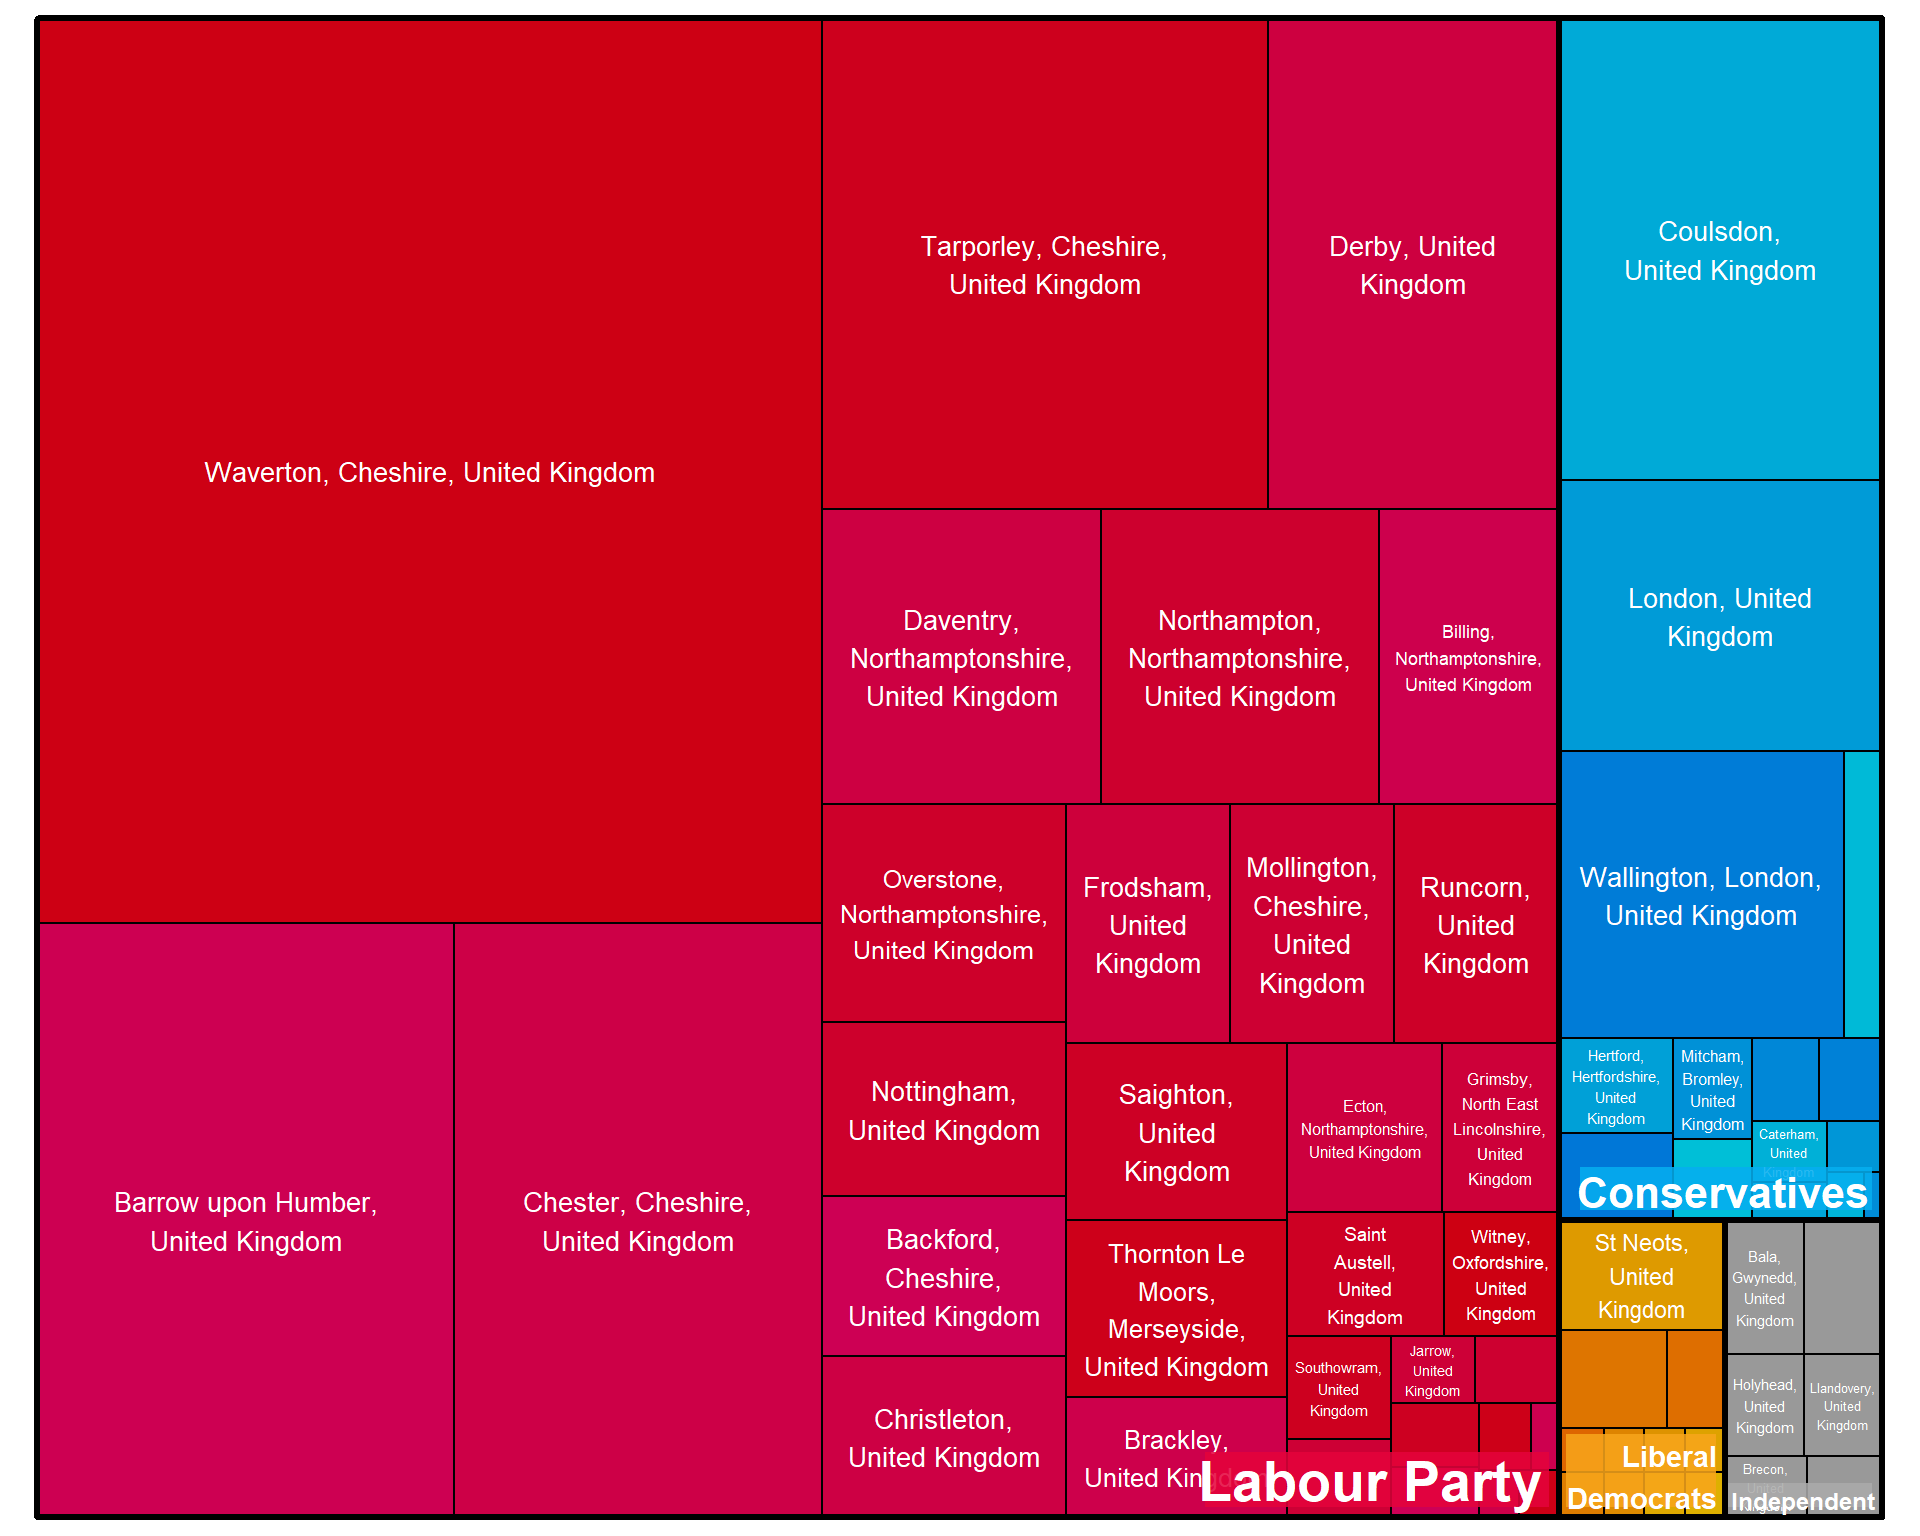 Waverton, Cheshire, United Kingdom
Barrow upon Humber,
United Kingdom
Chester, Cheshire,
United Kingdom
Tarporley, Cheshire,
United Kingdom
Derby, United
Kingdom
Daventry,
Northamptonshire,
United Kingdom
Northampton,
Northamptonshire,
United Kingdom
Billing,
Northamptonshire,
United Kingdom
Overstone,
Northamptonshire,
United Kingdom
Frodsham,
United
Kingdom
Mollington,
Cheshire,
United
Kingdom
Runcorn,
United
Kingdom
Nottingham,
United Kingdom
Backford,
Cheshire,
United Kingdom
Christleton,
United Kingdom
Saighton,
United
Kingdom
Thornton Le
Moors,
Merseyside,
United Kingdom
Brackley,
United Kingdom
Ecton,
Northamptonshire,
United Kingdom
Grimsby,
North East
Lincolnshire,
United
Kingdom
Saint
Austell,
United
Kingdom
Witney,
Oxfordshire,
United
Kingdom
Southowram,
United
Kingdom
Jarrow,
United
Kingdom
Labour Party
Coulsdon,
United Kingdom
London, United
Kingdom
Wallington, London,
United Kingdom
Hertford,
Hertfordshire,
United
Kingdom
Mitcham,
Bromley,
United
Kingdom
Caterham,
United
Kingdom
Conservatives
St Neots,
United
Kingdom
Liberal
Democrats
Bala,
Gwynedd,
United
Kingdom
Holyhead,
United
Kingdom
Llandovery,
United
Kingdom
Brecon,
United
Kingdom
Independent